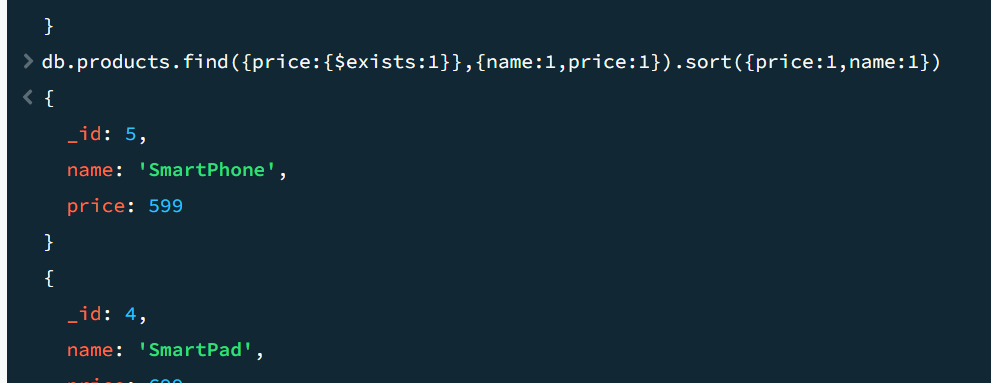 }
> db.products.find({price:{$exists:1}},{name:1,price:1}).sort({price:1,name:1})
< {
_id: 5,
name: 'SmartPhone',
price: 599
}
{
_id: 4,
name: 'SmartPad',